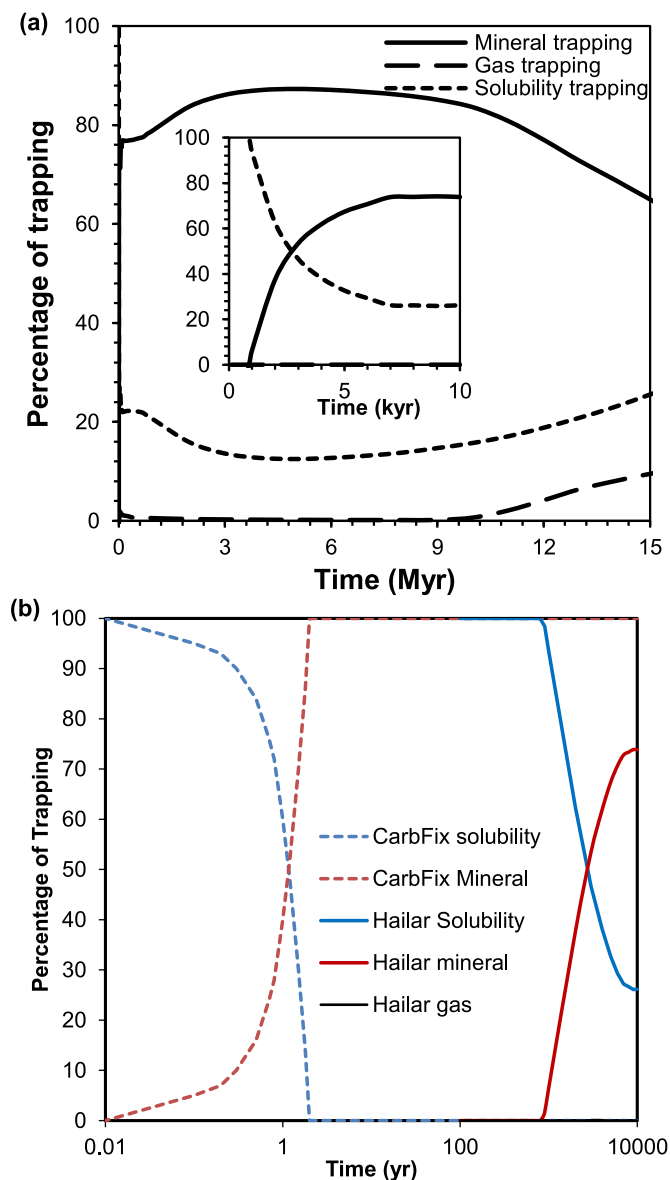 (a)
100
80
60
40
20
0
Percentage of trapping
Mineral trapping
Gas trapping
Solubility trapping
100
80
60
40
20
0
0 5 10
Time (kyr)
0 3 6 9 12 15
Time (Myr)
(b)
100
90
80
70
60
50
40
30
20
10
0
Percentage of Trapping
CarbFix solubility
CarbFix Mineral
Hailar Solubility
Hailar mineral
Hailar gas
0.01 1 100 10000
Time (yr)